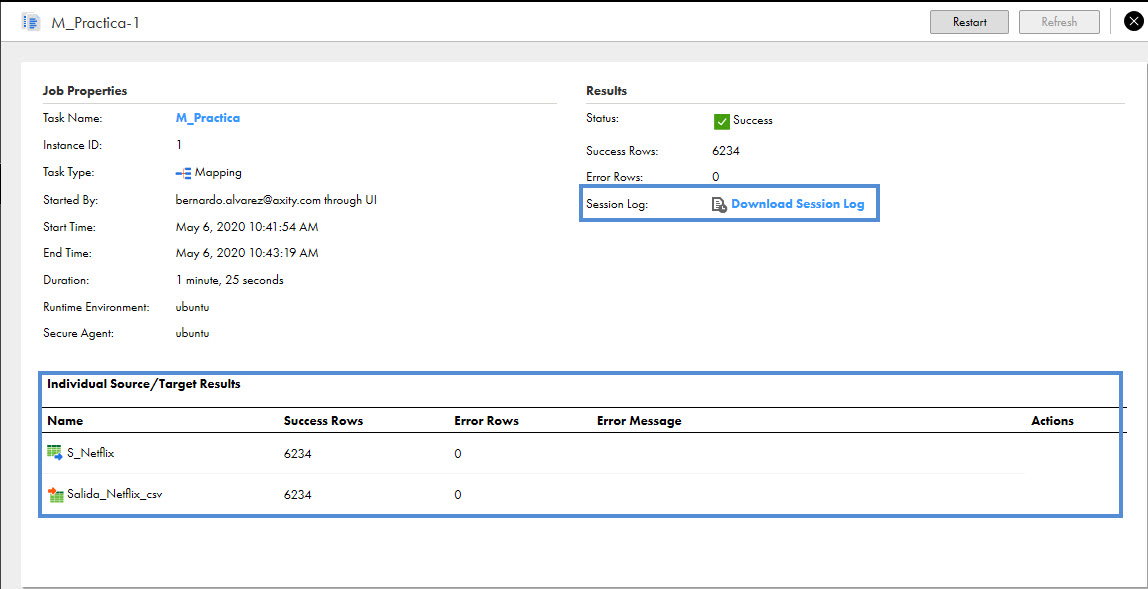 M_Practica-1
Restart
Refresh
Job Properties
Task Name: M_Practica
Instance ID: 1
Task Type: Mapping
Started By: bernardo.alvarez@axity.com through UI
Start Time: May 6, 2020 10:41:54 AM
End Time: May 6, 2020 10:43:19 AM
Duration: 1 minute, 25 seconds
Runtime Environment: ubuntu
Secure Agent: ubuntu
Results
Status: Success
Success Rows: 6234
Error Rows: 0
Session Log: Download Session Log
Individual Source/Target Results
Name Success Rows Error Rows Error Message Actions
S_Netflix 6234 0
Salida_Netflix_csv 6234 0